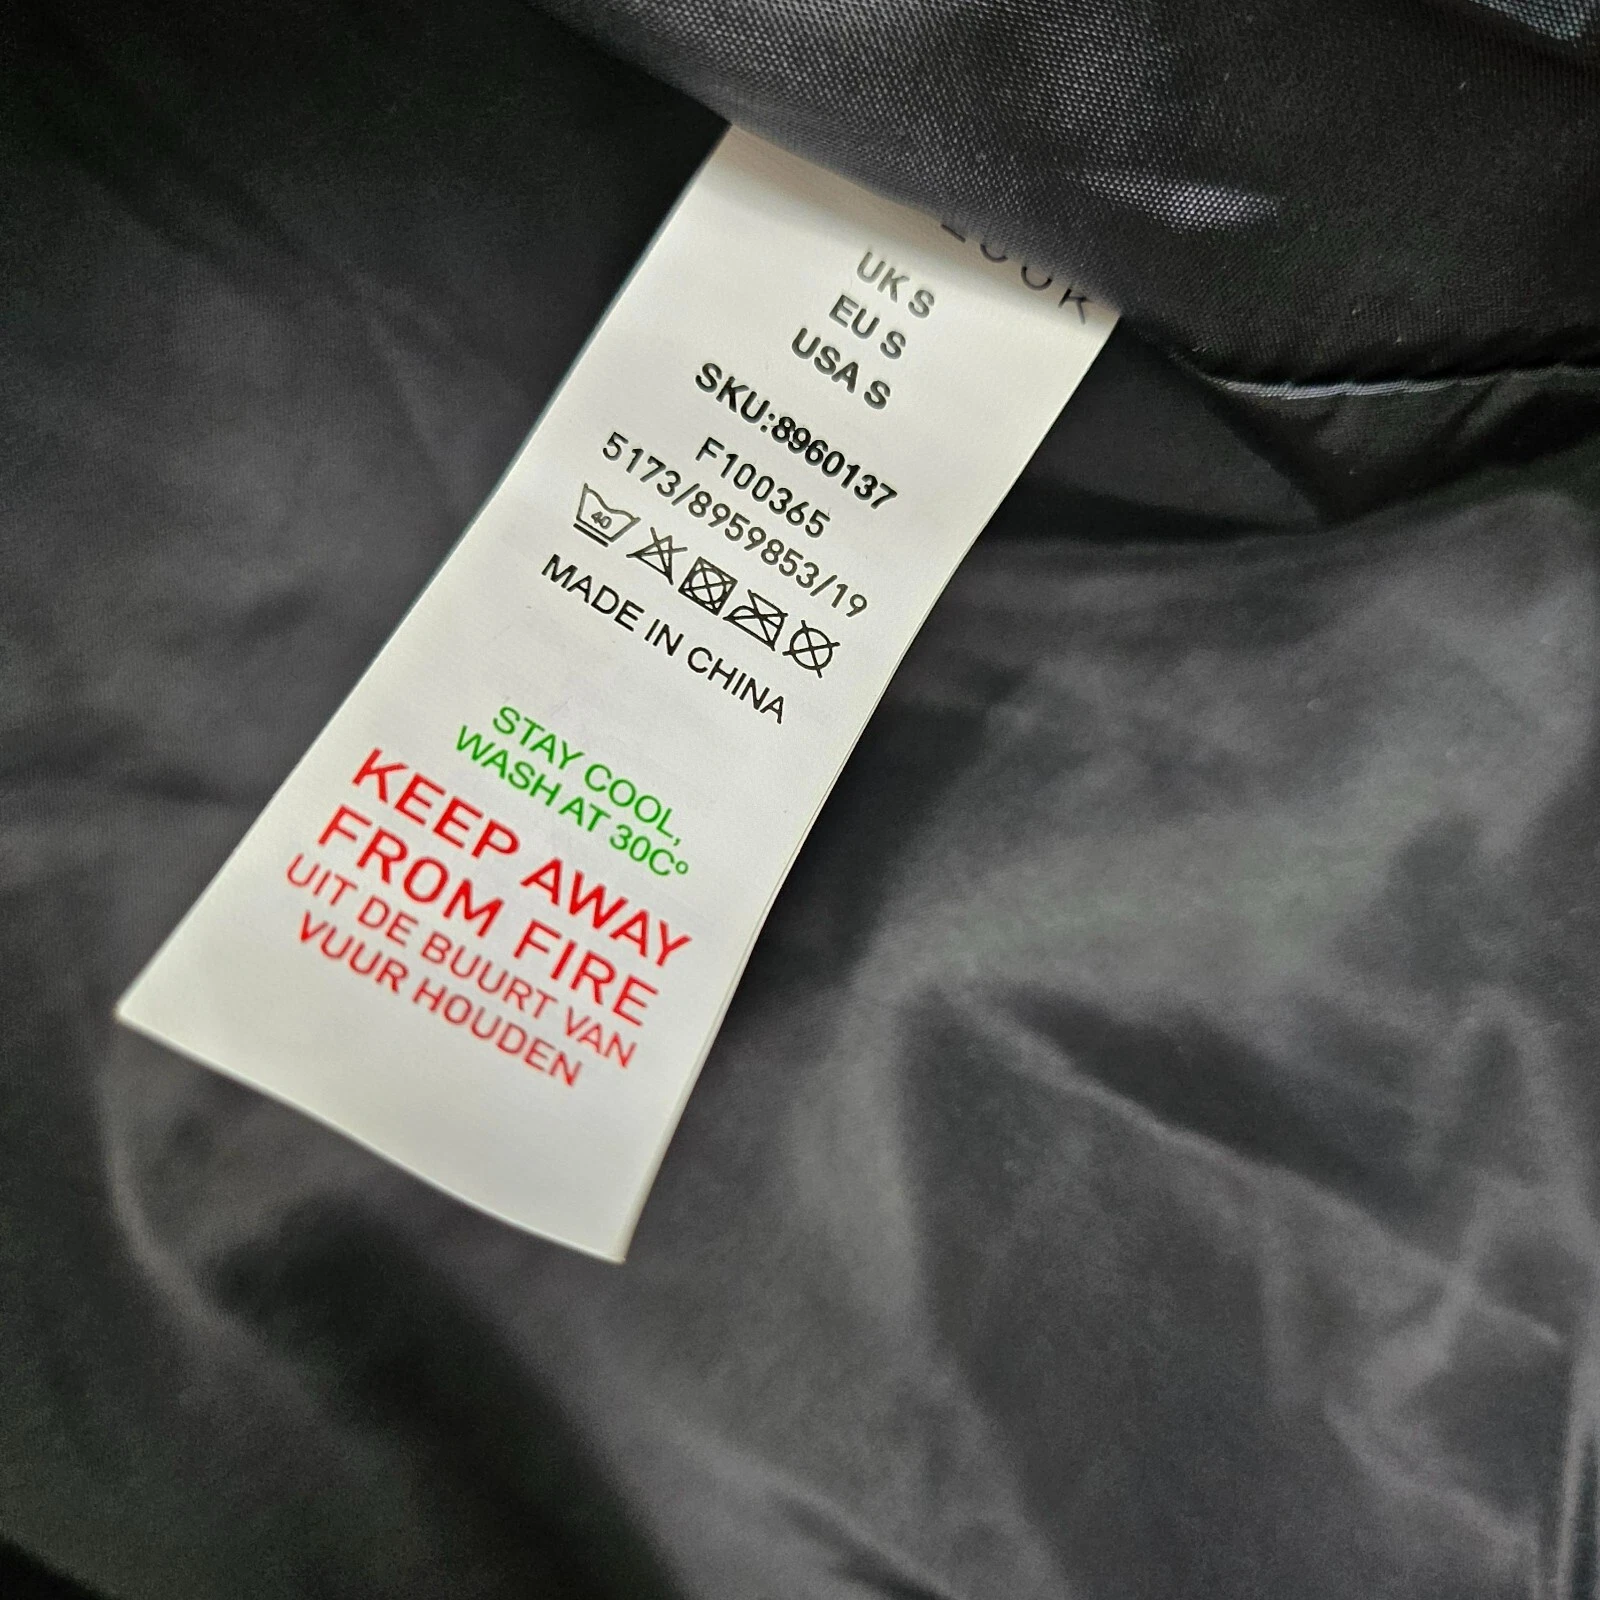 LOOK
UK S
EU S
USA S
SKU:8960137
F100365
5173/8959853/19
40
MADE IN CHINA
STAY COOL,
WASH AT 30C°
KEEP AWAY
FROM FIRE
UIT DE BUURT VAN
VUUR HOUDEN